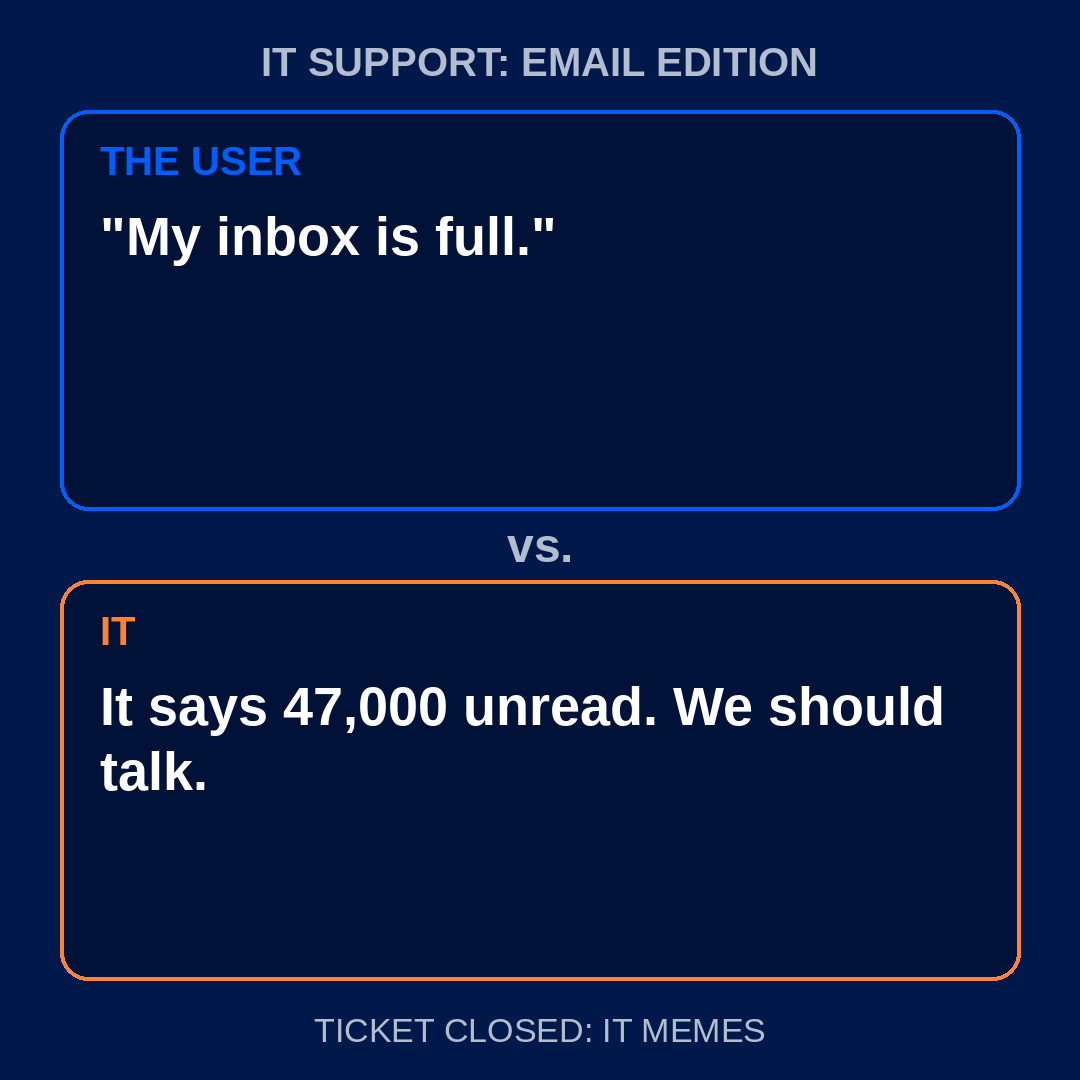 IT SUPPORT: EMAIL EDITION
THE USER
"My inbox is full."
vs.
IT
It says 47,000 unread. We should
talk.
TICKET CLOSED: IT MEMES